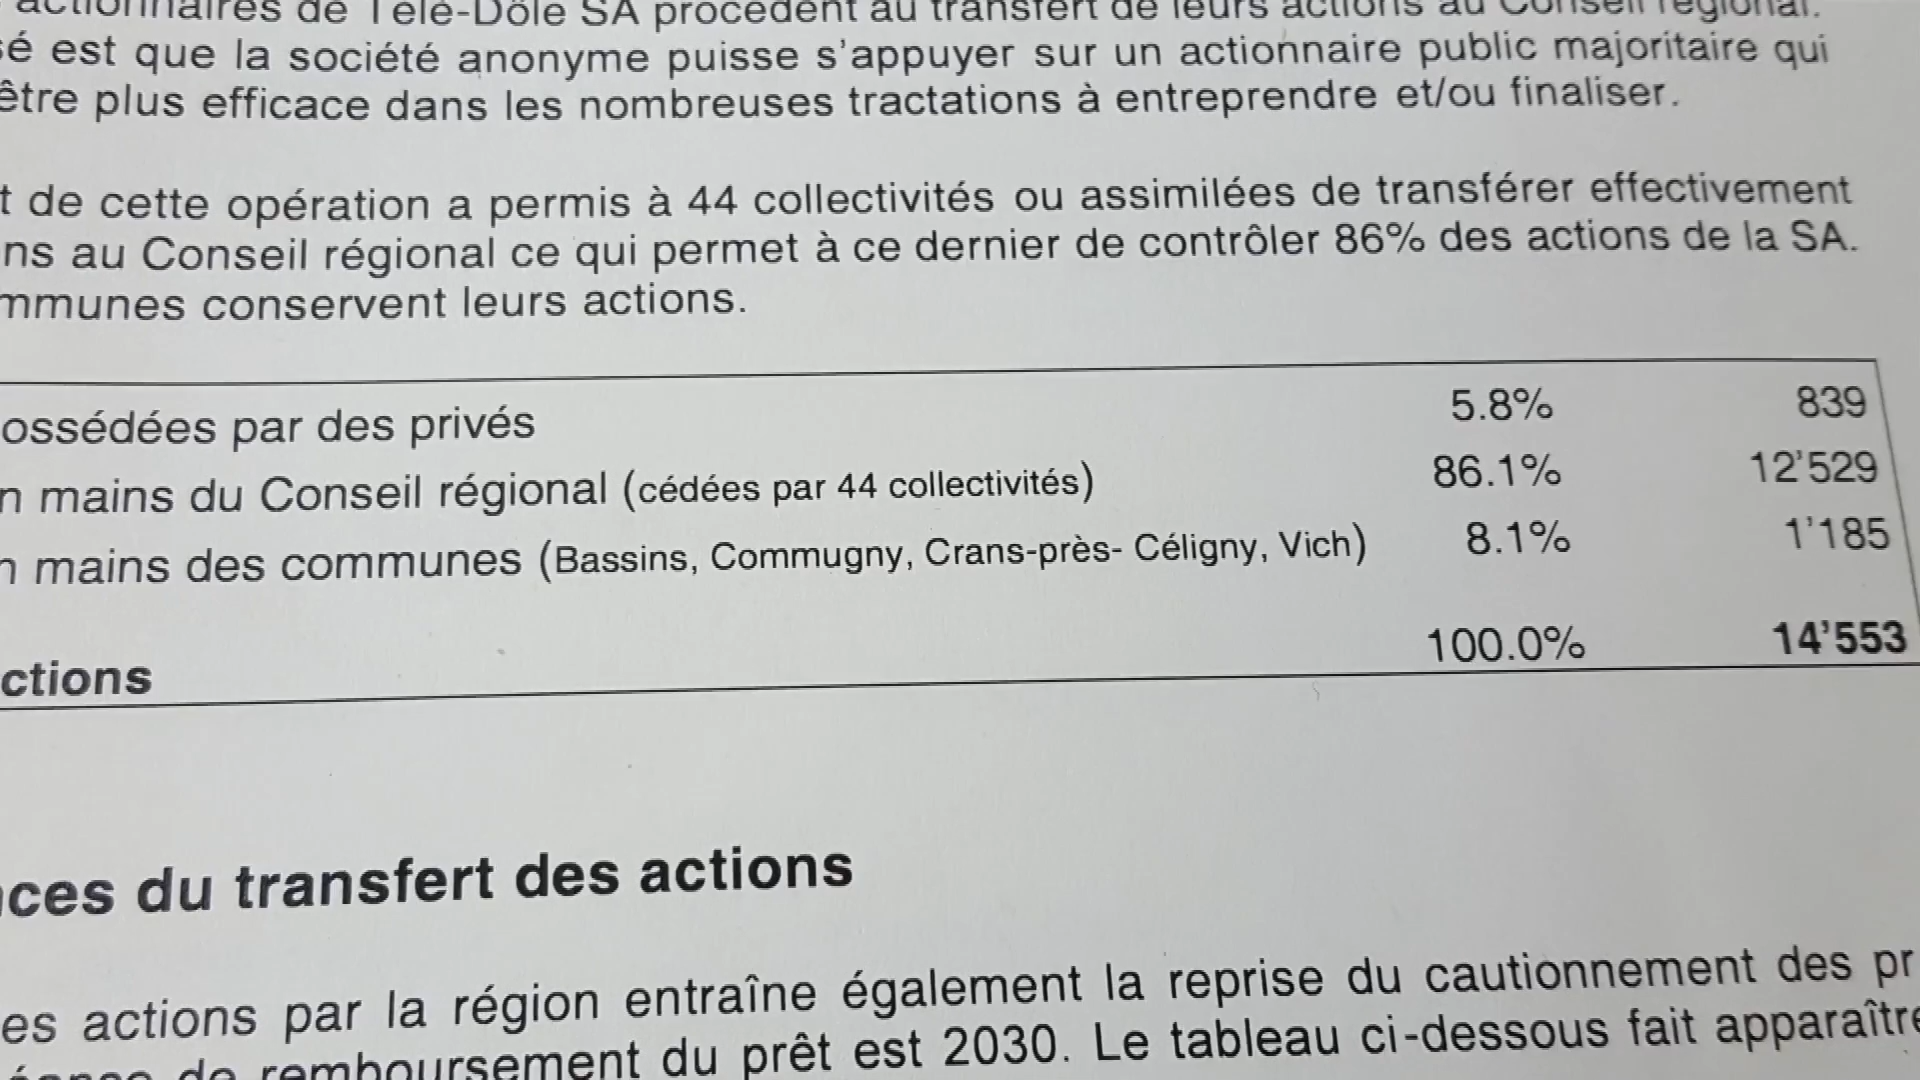 actionnaires de Télé-Dôle SA procèdent au transfert de leurs actions au Conseil régional.
é est que la société anonyme puisse s'appuyer sur un actionnaire public majoritaire qui
être plus efficace dans les nombreuses tractations à entreprendre et/ou finaliser.
t de cette opération a permis à 44 collectivités ou assimilées de transférer effectivement
ns au Conseil régional ce qui permet à ce dernier de contrôler 86% des actions de la SA.
mmunes conservent leurs actions.
ossédées par des privés 5.8% 839
n mains du Conseil régional (cédées par 44 collectivités) 86.1% 12'529
n mains des communes (Bassins, Commugny, Crans-près- Céligny, Vich) 8.1% 1'185
ctions 100.0% 14'553
ces du transfert des actions
es actions par la région entraîne également la reprise du cautionnement des pr
de remboursement du prêt est 2030. Le tableau ci-dessous fait apparaître